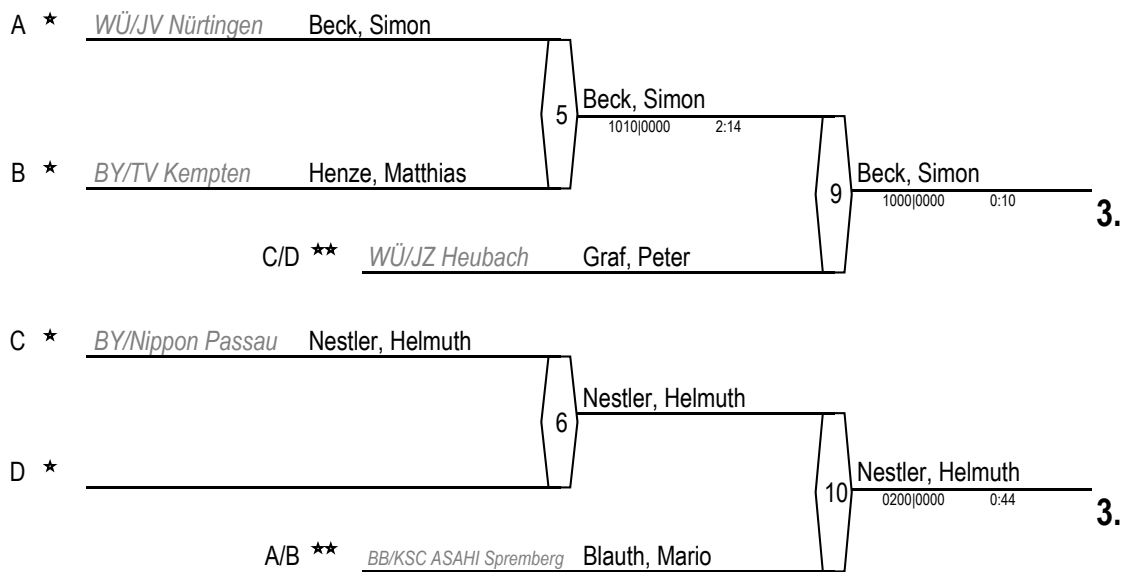 A ★ WÜ/JV Nürtingen Beck, Simon
5 Beck, Simon
1010|0000 2:14
B ★ BY/TV Kempten Henze, Matthias
9 Beck, Simon
1000|0000 0:10
3.
C/D ★★ WÜ/JZ Heubach Graf, Peter
C ★ BY/Nippon Passau Nestler, Helmuth
6 Nestler, Helmuth
D ★
10 Nestler, Helmuth
0200|0000 0:44
3.
A/B ★★ BB/KSC ASAHI Spremberg Blauth, Mario